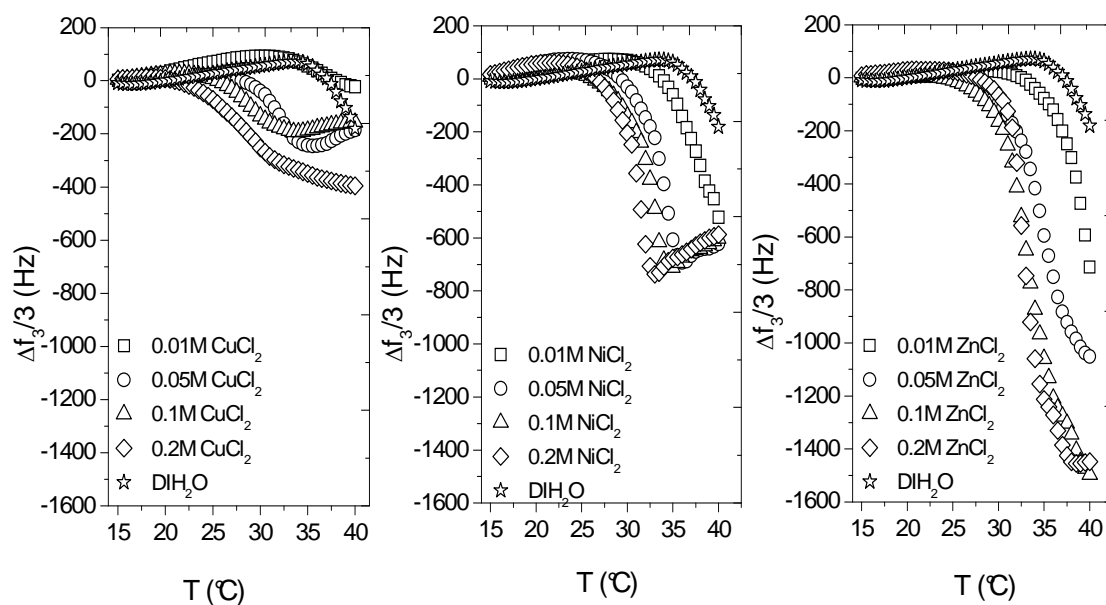 200
0
-200
-400
-600
-800
-1000
-1200
-1400
-1600
Δf₃/3 (Hz)
0.01M CuCl₂
0.05M CuCl₂
0.1M CuCl₂
0.2M CuCl₂
DIH₂O
15 20 25 30 35 40
T (°C)
200
0
-200
-400
-600
-800
-1000
-1200
-1400
-1600
Δf₃/3 (Hz)
0.01M NiCl₂
0.05M NiCl₂
0.1M NiCl₂
0.2M NiCl₂
DIH₂O
15 20 25 30 35 40
T (°C)
200
0
-200
-400
-600
-800
-1000
-1200
-1400
-1600
Δf₃/3 (Hz)
0.01M ZnCl₂
0.05M ZnCl₂
0.1M ZnCl₂
0.2M ZnCl₂
DIH₂O
15 20 25 30 35 40
T (°C)